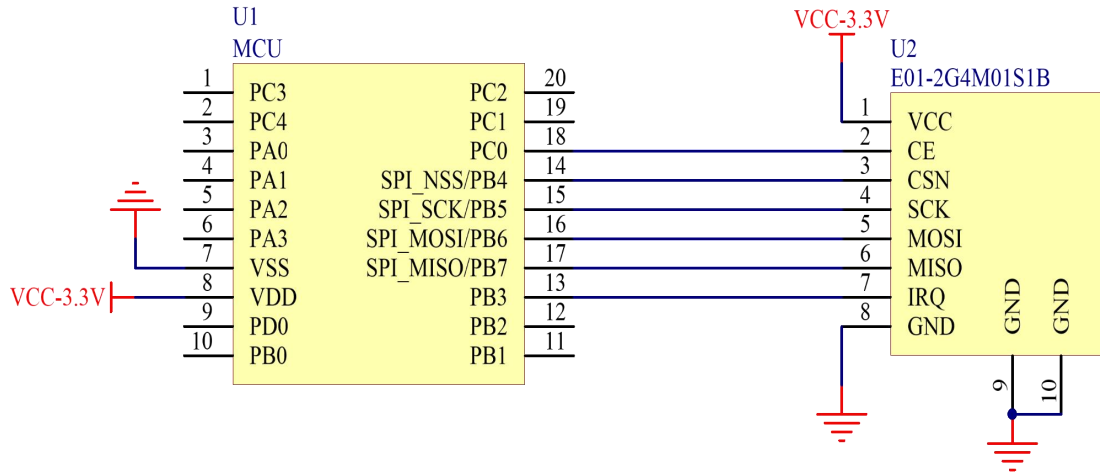 U1
MCU
1 PC3
2 PC4
3 PA0
4 PA1
5 PA2
6 PA3
7 VSS
8 VDD
9 PD0
10 PB0
VCC-3.3V
PC2 20
PC1 19
PC0 18
SPI_NSS/PB4 14
SPI_SCK/PB5 15
SPI_MOSI/PB6 16
SPI_MISO/PB7 17
PB3 13
PB2 12
PB1 11
VCC-3.3V
U2
E01-2G4M01S1B
1 VCC
2 CE
3 CSN
4 SCK
5 MOSI
6 MISO
7 IRQ
8 GND
GND 9
GND 10